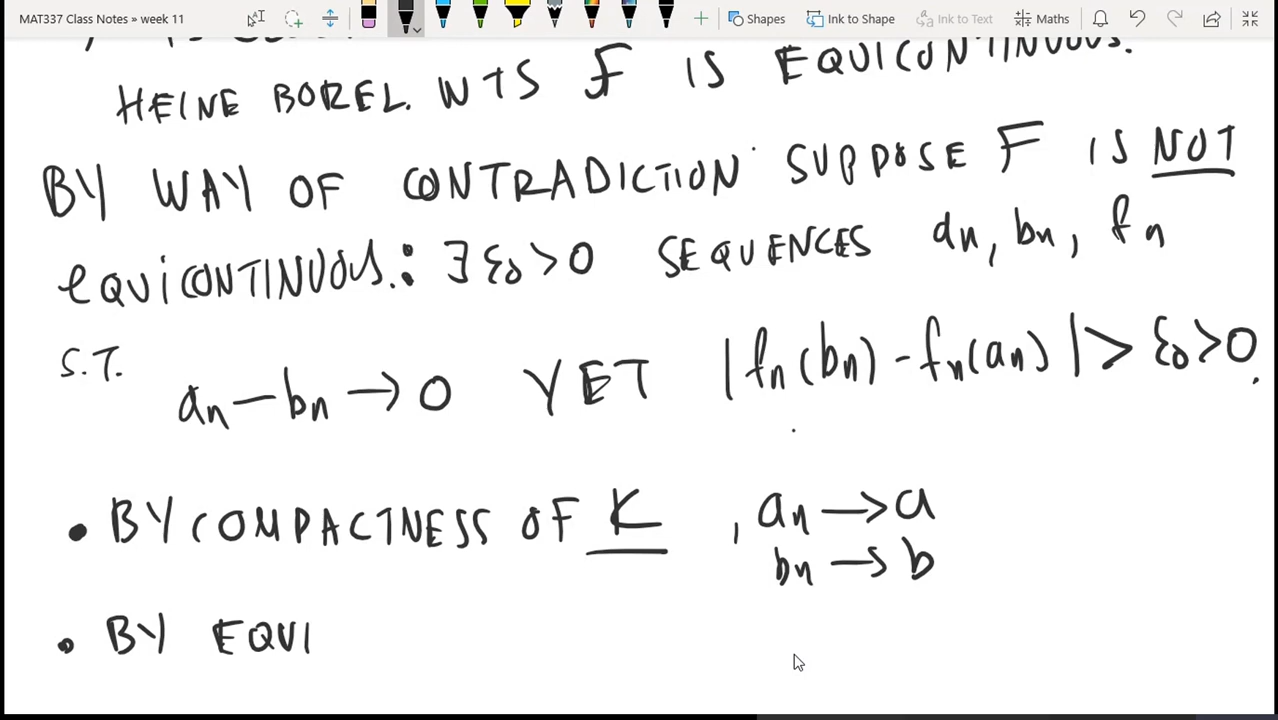 MAT337 Class Notes » week 11
Shapes Ink to Shape Ink to Text Maths
HEINE BOREL. WTS F IS EQUICONTINUOUS.
BY WAY OF CONTRADICTION SUPPOSE F IS NOT
EQUICONTINUOUS.: ∃ ε₀ > 0 SEQUENCES an, bn, fn
S.T. an − bn → 0 YET |fn(bn) - fn(an)| > ε₀ > 0.
• BY COMPACTNESS OF K, an → a
bn → b
• BY EQUI